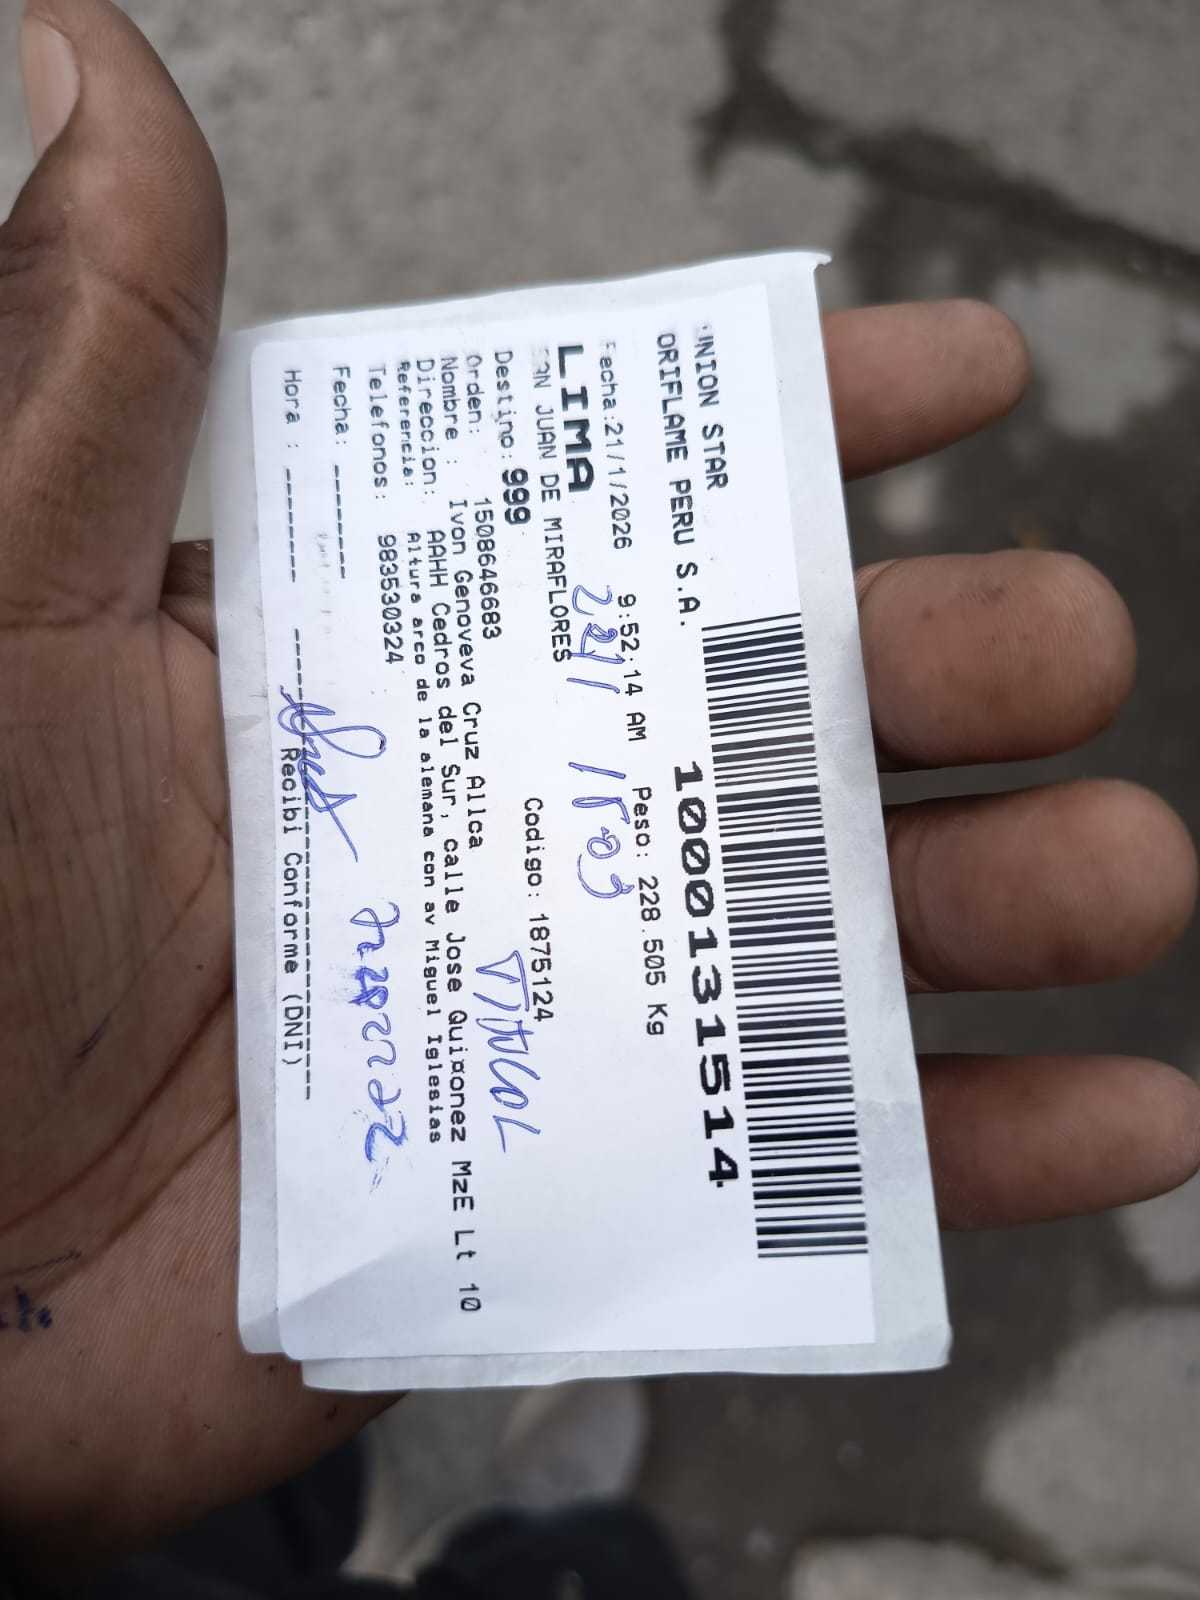 UNION STAR
ORIFLAME PERU S.A.
1000131514
Fecha:21/1/2026 9:52:14 AM Peso: 228.505 Kg
LIMA
SAN JUAN DE MIRAFLORES
Destino: 999 Codigo: 1875124
Orden: 1508646683
Nombre : Ivon Genoveva Cruz Allca
Direccion: AAHH Cedros del Sur, calle Jose Qui¤onez MzE Lt 10
Referencia: Altura arco de la alemana con av Miguel Iglesias
Telefonos: 983530324
Fecha: -------
Hora : -------
Recibi Conforme (DNI)